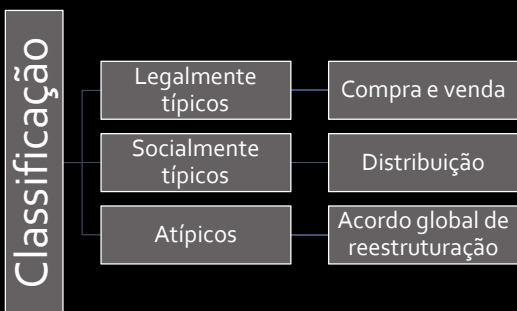 Classificação
Legalmente
típicos
Compra e venda
Socialmente
típicos
Distribuição
Atípicos
Acordo global de
reestruturação